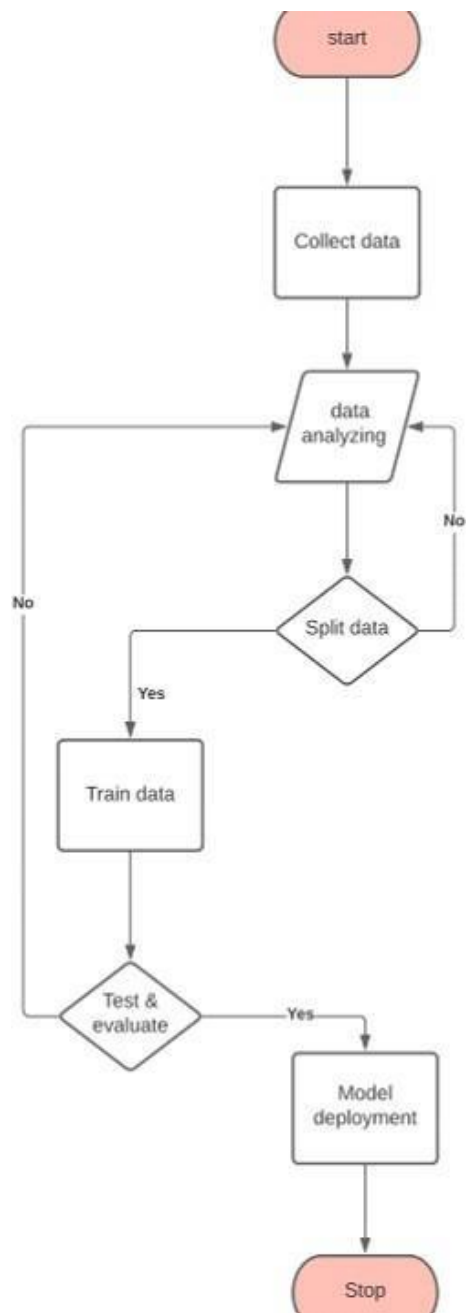 start
Collect data
data
analyzing
No
Split data
No
Yes
Train data
Test &
evaluate
Yes
Model
deployment
Stop